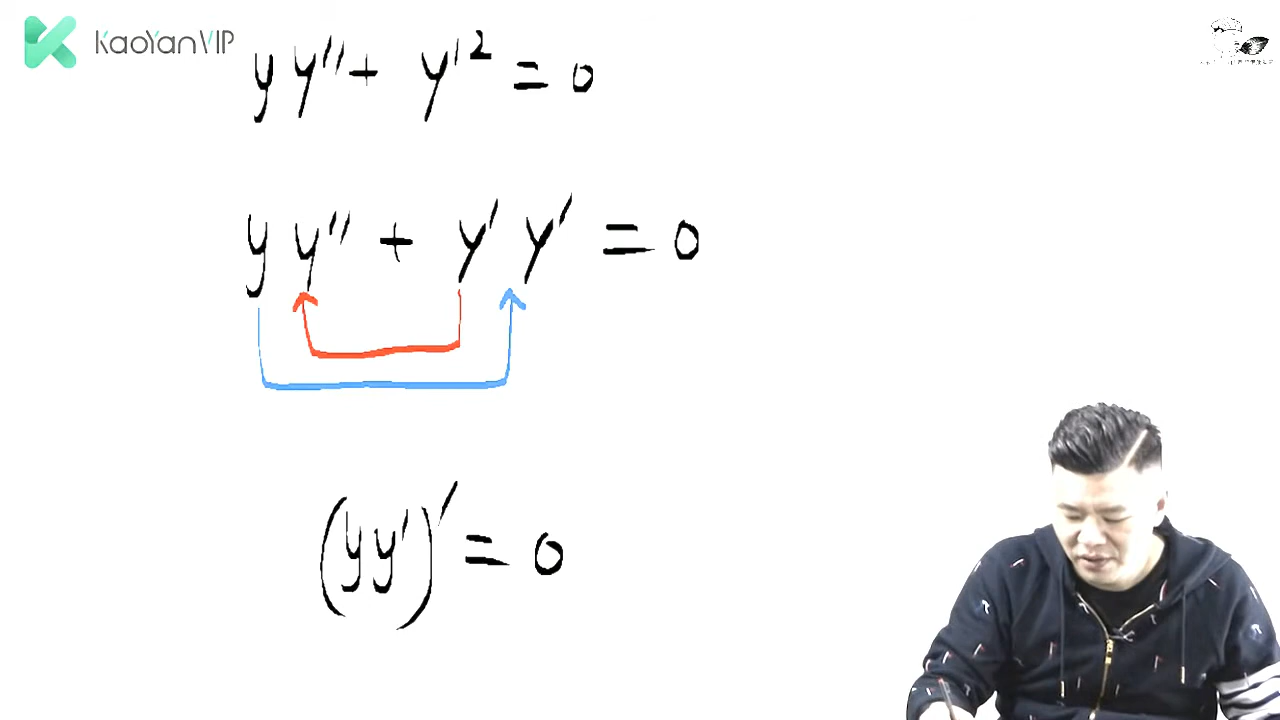 KaoYanVIP
yy″ + y′² = 0
yy″ + y′y′ = 0
(yy′)′ = 0